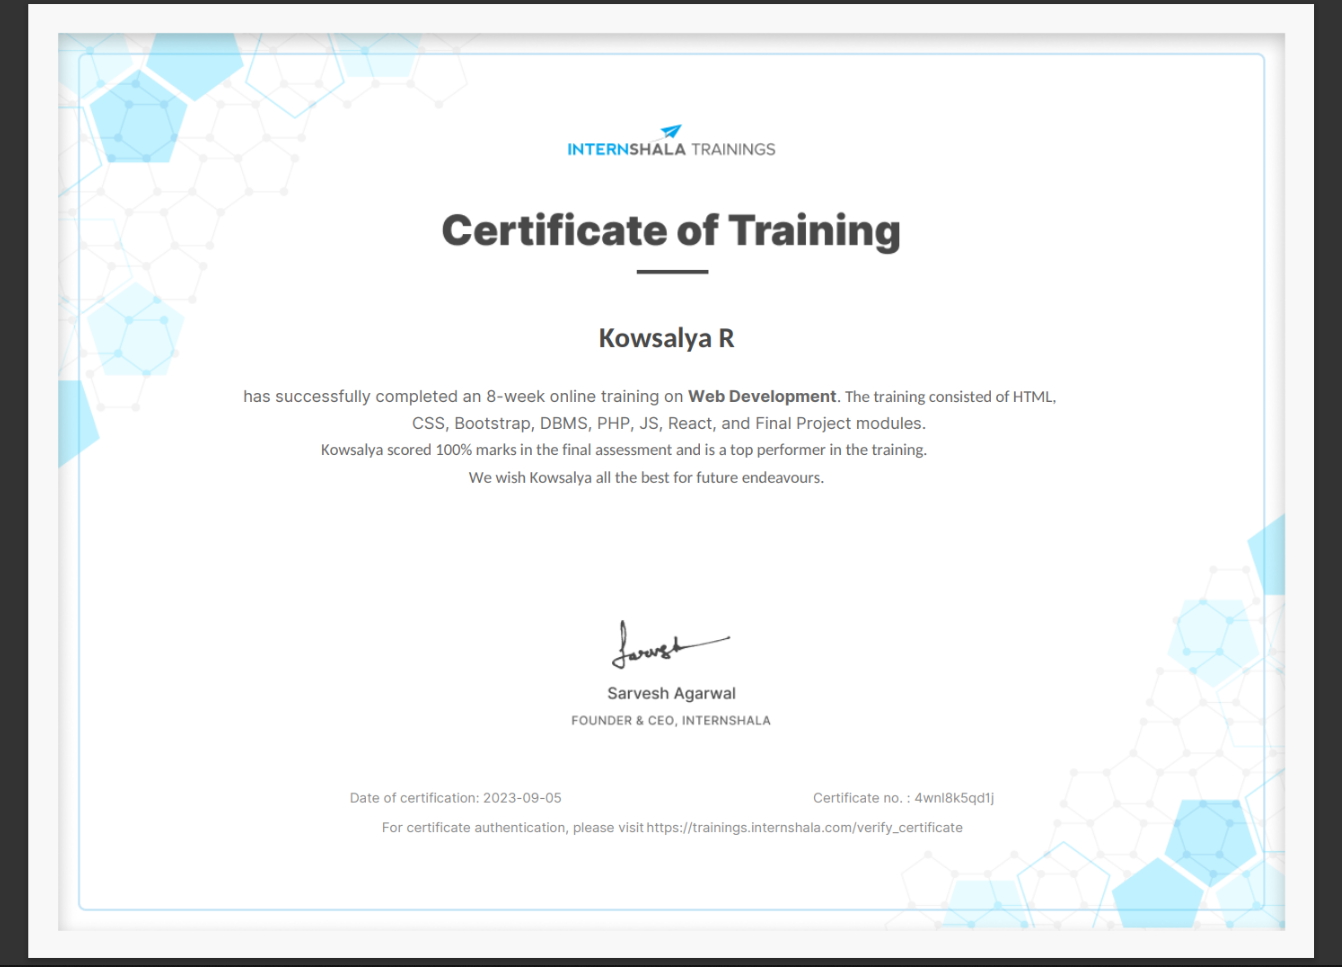 INTERNSHALA TRAININGS
Certificate of Training
Kowsalya R
has successfully completed an 8-week online training on Web Development. The training consisted of HTML,
CSS, Bootstrap, DBMS, PHP, JS, React, and Final Project modules.
Kowsalya scored 100% marks in the final assessment and is a top performer in the training.
We wish Kowsalya all the best for future endeavours.
Sarvesh
Sarvesh Agarwal
FOUNDER & CEO, INTERNSHALA
Date of certification: 2023-09-05 Certificate no. : 4wnl8k5qd1j
For certificate authentication, please visit https://trainings.internshala.com/verify_certificate